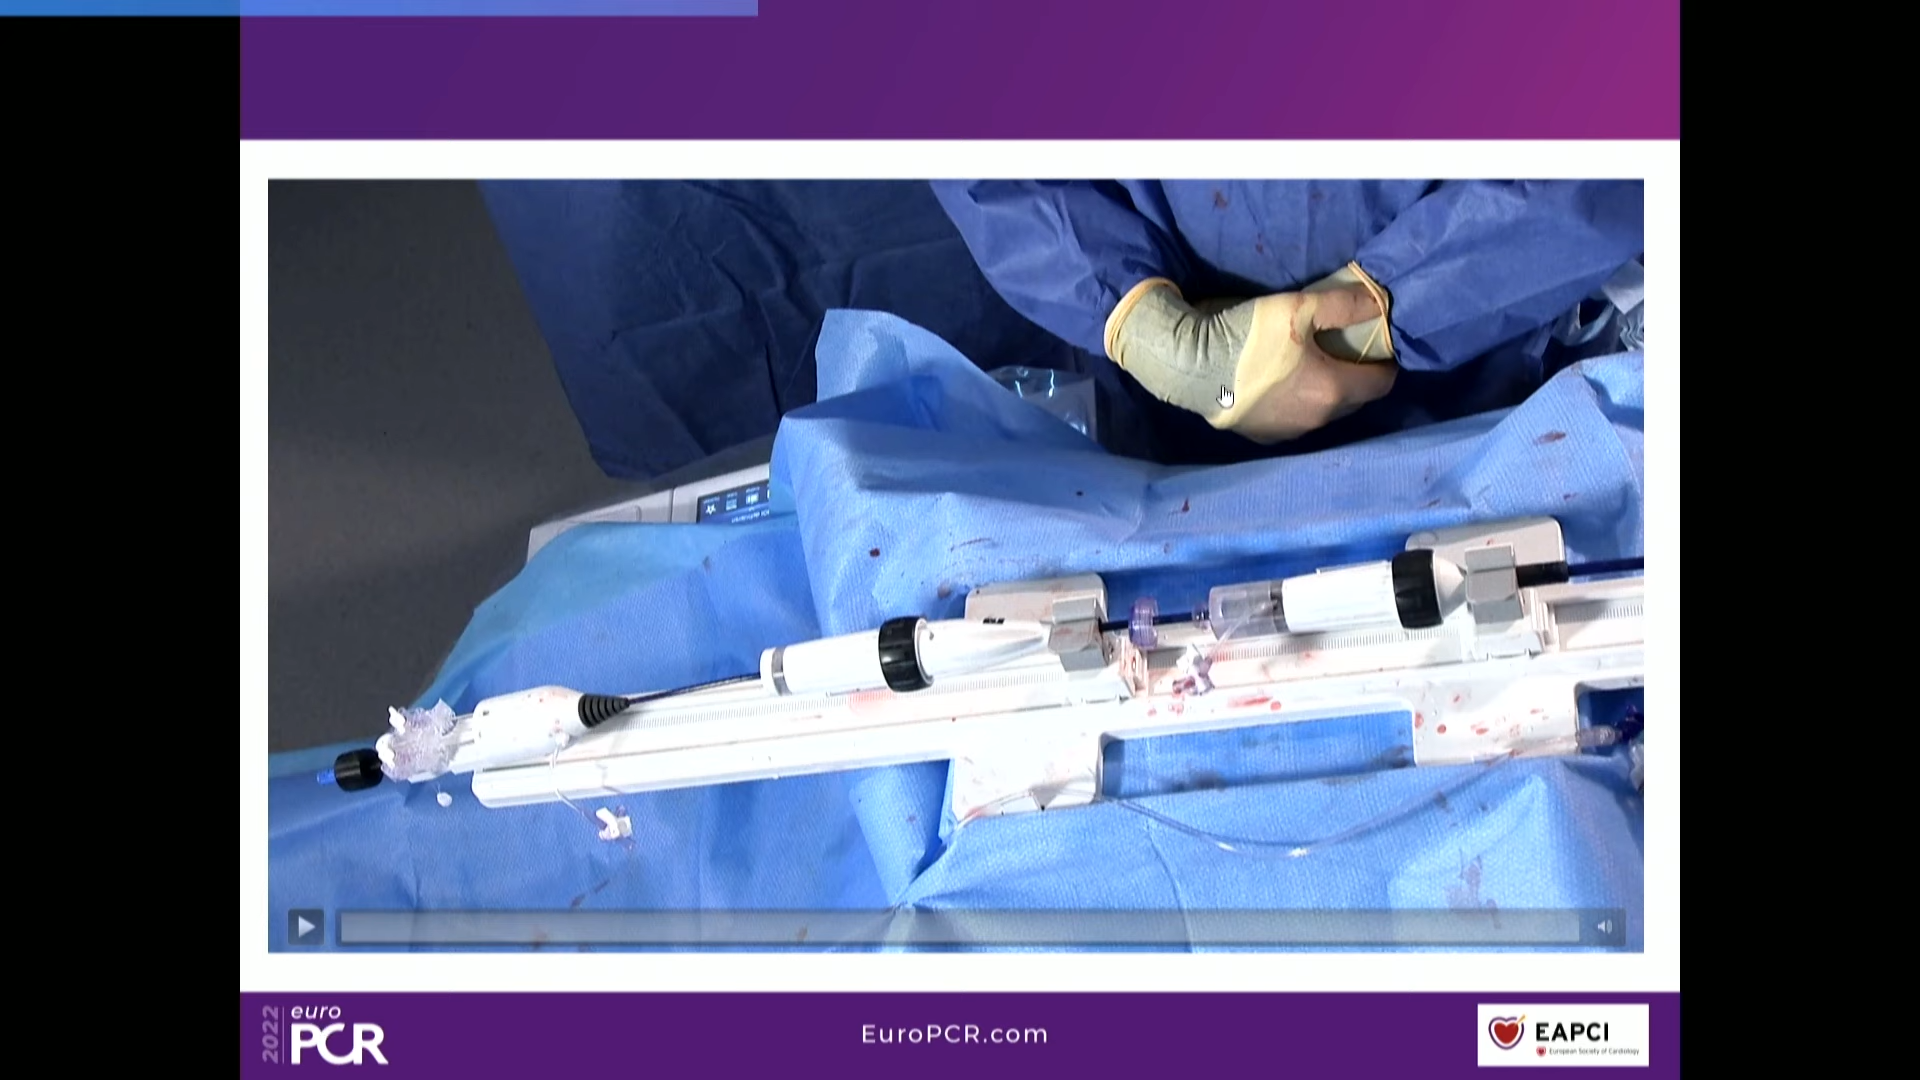 2022
euro
PCR
EuroPCR.com
EAPCI
European Society of Cardiology